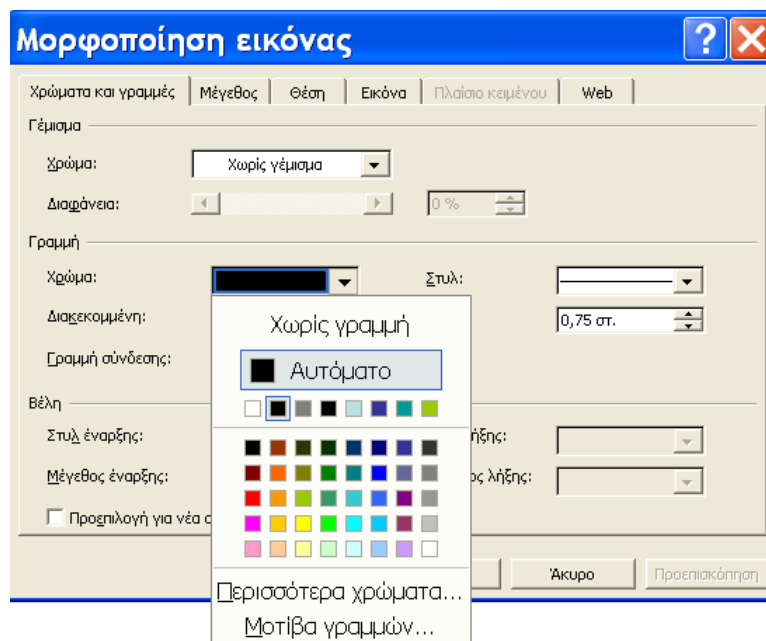 Μορφοποίηση εικόνας
Χρώματα και γραμμές Μέγεθος Θέση Εικόνα Πλαίσιο κειμένου Web
Γέμισμα
Χρώμα: Χωρίς γέμισμα
Διαφάνεια: 0 %
Γραμμή
Χρώμα: Στυλ:
Διακεκομμένη: 0,75 στ.
Χωρίς γραμμή
Γραμμή σύνδεσης:
Αυτόματο
Βέλη
Στυλ έναρξης: ήξης:
Μέγεθος έναρξης: ος λήξης:
Προεπιλογή για νέα
Άκυρο Προεπισκόπηση
Περισσότερα χρώματα...
Μοτίβα γραμμών...